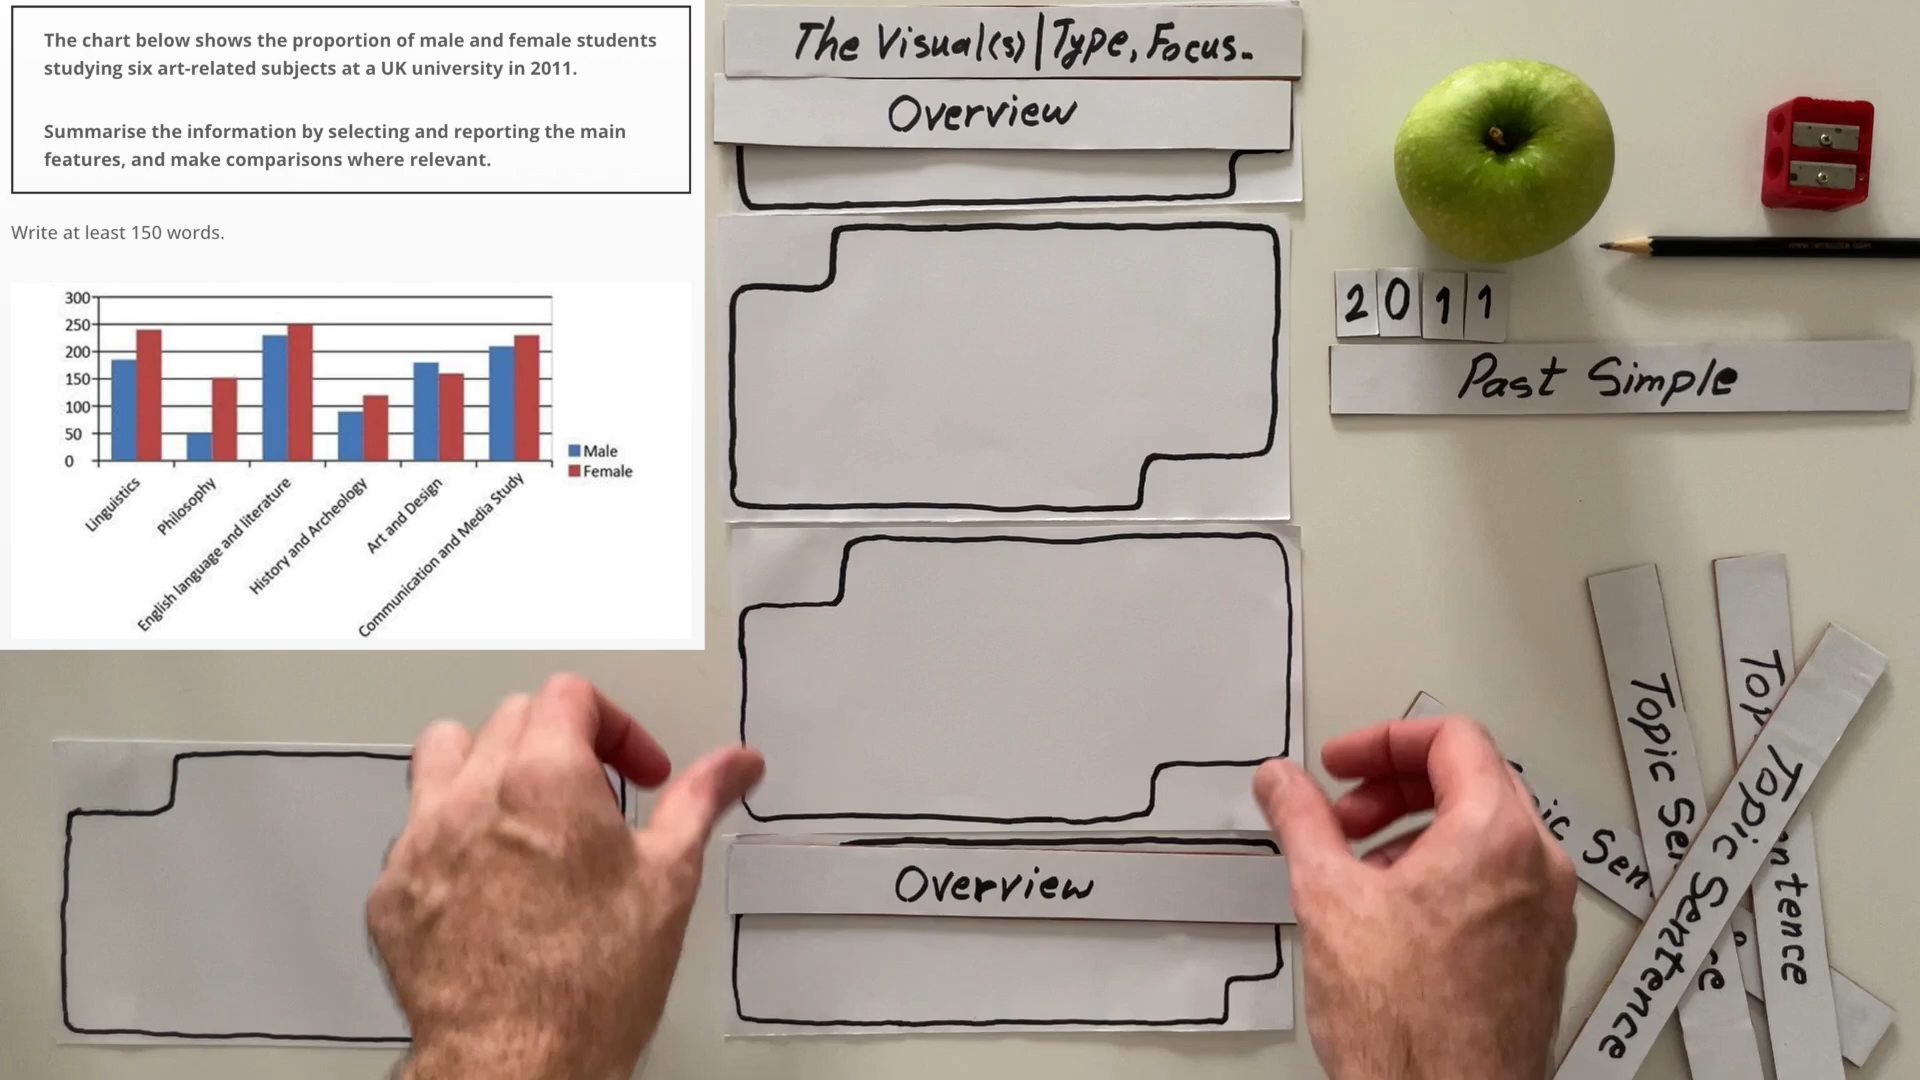 The chart below shows the proportion of male and female students
studying six art-related subjects at a UK university in 2011.
Summarise the information by selecting and reporting the main
features, and make comparisons where relevant.
Write at least 150 words.
300
250
200
150
100
50
0
Male
Female
Linguistics
Philosophy
English language and literature
History and Archeology
Art and Design
Communication and Media Study
The Visual(s) | Type, Focus..
Overview
Overview
2011
Past Simple
Topic Sentence